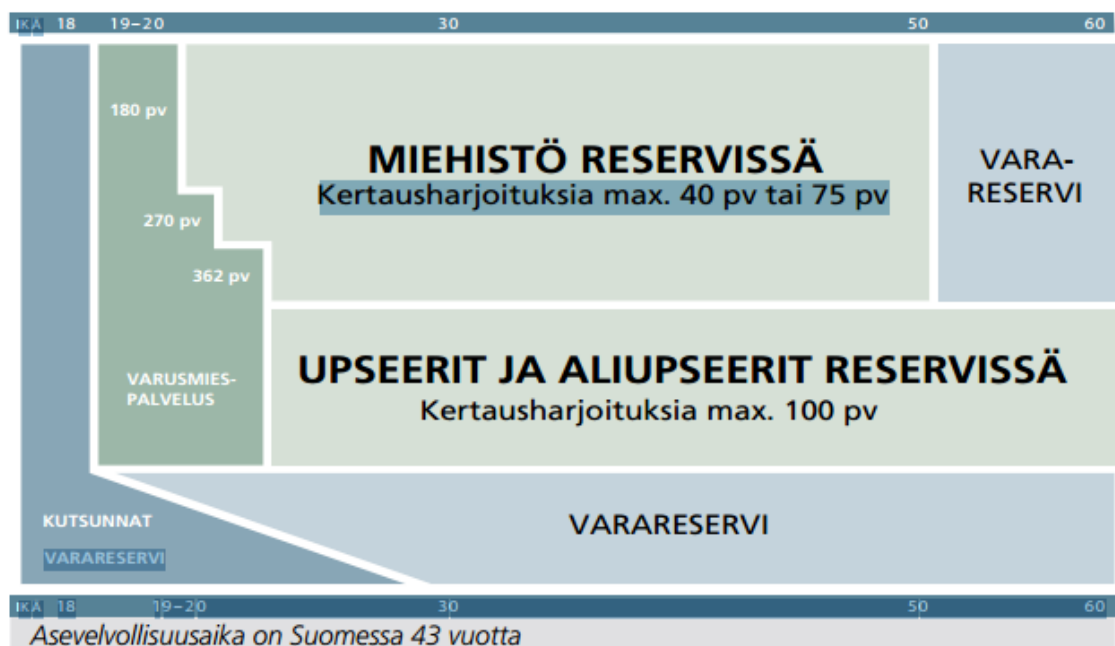 IKÄ 18 19–20 30 50 60
180 pv
270 pv
362 pv
VARUSMIES-
PALVELUS
MIEHISTÖ RESERVISSÄ
Kertausharjoituksia max. 40 pv tai 75 pv
VARA-
RESERVI
UPSEERIT JA ALIUPSEERIT RESERVISSÄ
Kertausharjoituksia max. 100 pv
KUTSUNNAT
VARARESERVI
VARARESERVI
IKÄ 18 19–20 30 50 60
Asevelvollisuusaika on Suomessa 43 vuotta